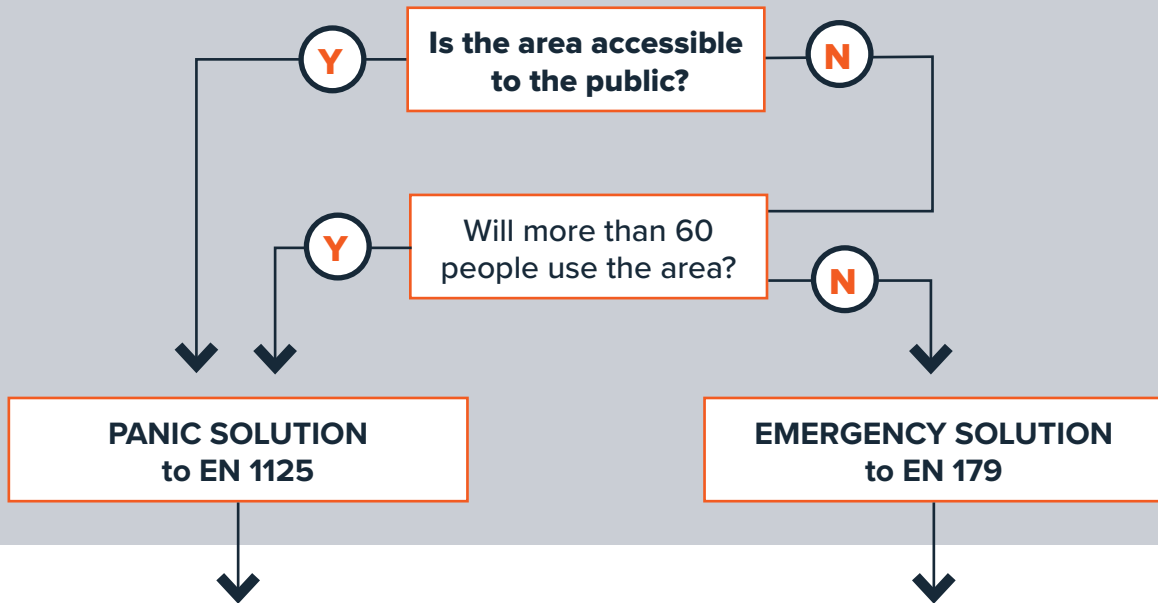 Is the area accessible
to the public?
Y
N
Will more than 60
people use the area?
Y
N
PANIC SOLUTION
to EN 1125
EMERGENCY SOLUTION
to EN 179